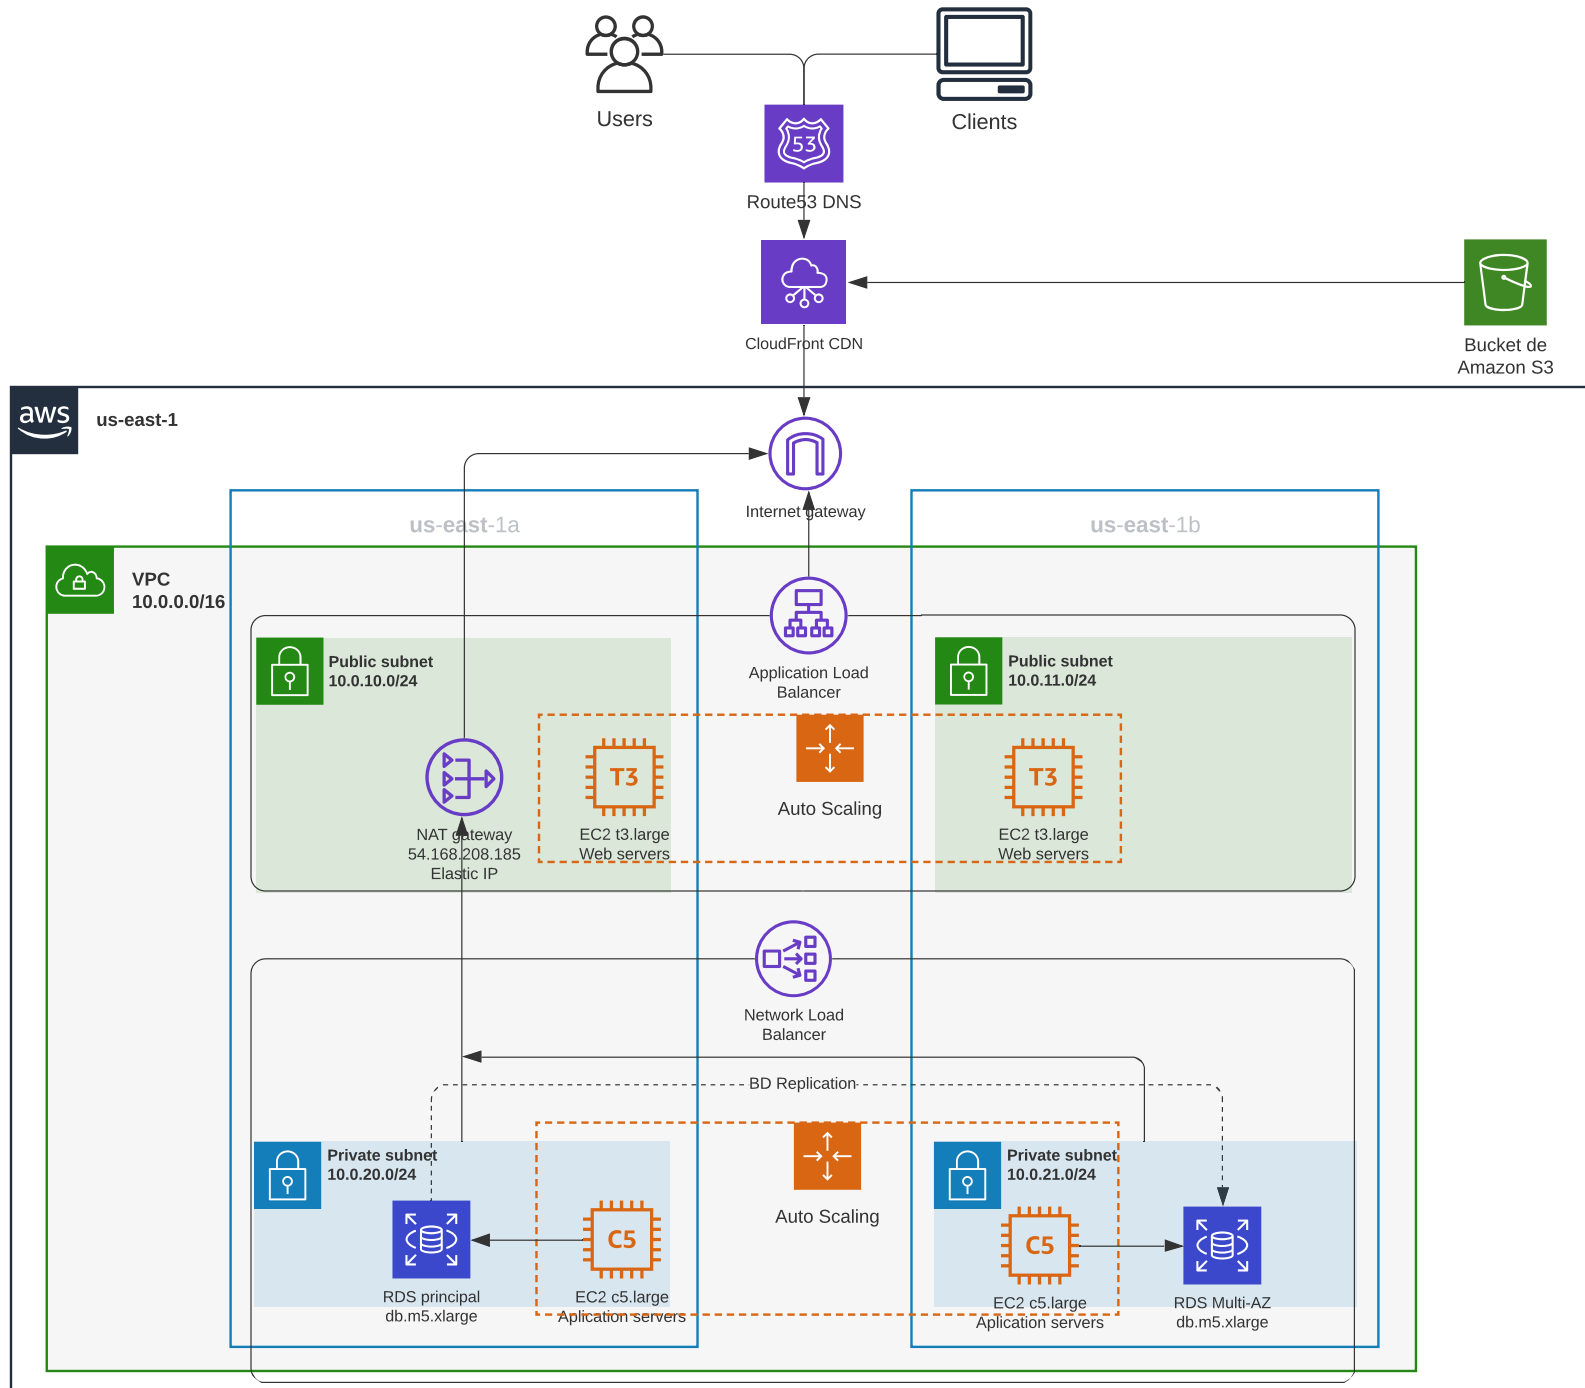 Users
Clients
53
Route53 DNS
CloudFront CDN
Bucket de
Amazon S3
aws
us-east-1
Internet gateway
us-east-1a
us-east-1b
VPC
10.0.0.0/16
Public subnet
10.0.10.0/24
Application Load
Balancer
Public subnet
10.0.11.0/24
T3
T3
Auto Scaling
NAT gateway
54.168.208.185
Elastic IP
EC2 t3.large
Web servers
EC2 t3.large
Web servers
Network Load
Balancer
BD Replication
Private subnet
10.0.20.0/24
Private subnet
10.0.21.0/24
Auto Scaling
C5
C5
RDS principal
db.m5.xlarge
EC2 c5.large
Aplication servers
EC2 c5.large
Aplication servers
RDS Multi-AZ
db.m5.xlarge